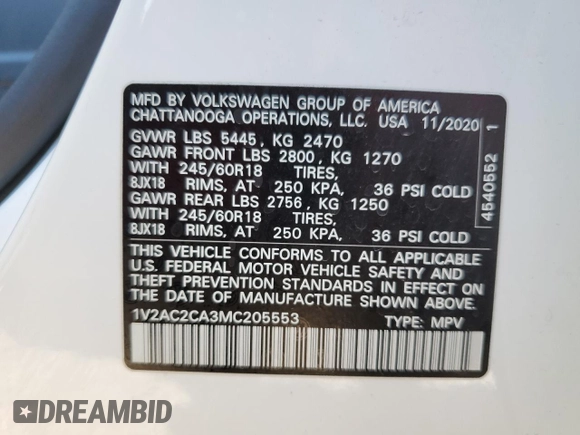 MFD BY VOLKSWAGEN GROUP OF AMERICA
CHATTANOOGA OPERATIONS, LLC. USA 11/2020
GVWR LBS 5445, KG 2470
GAWR FRONT LBS 2800, KG 1270
WITH 245/60R18 TIRES,
8JX18 RIMS, AT 250 KPA, 36 PSI COLD
GAWR REAR LBS 2756, KG 1250
WITH 245/60R18 TIRES,
8JX18 RIMS, AT 250 KPA, 36 PSI COLD
THIS VEHICLE CONFORMS TO ALL APPLICABLE
U.S. FEDERAL MOTOR VEHICLE SAFETY AND
THEFT PREVENTION STANDARDS IN EFFECT ON
THE DATE OF MANUFACTURE SHOWN ABOVE.
1V2AC2CA3MC205553 TYPE: MPV
4540552 1
DREAMBID